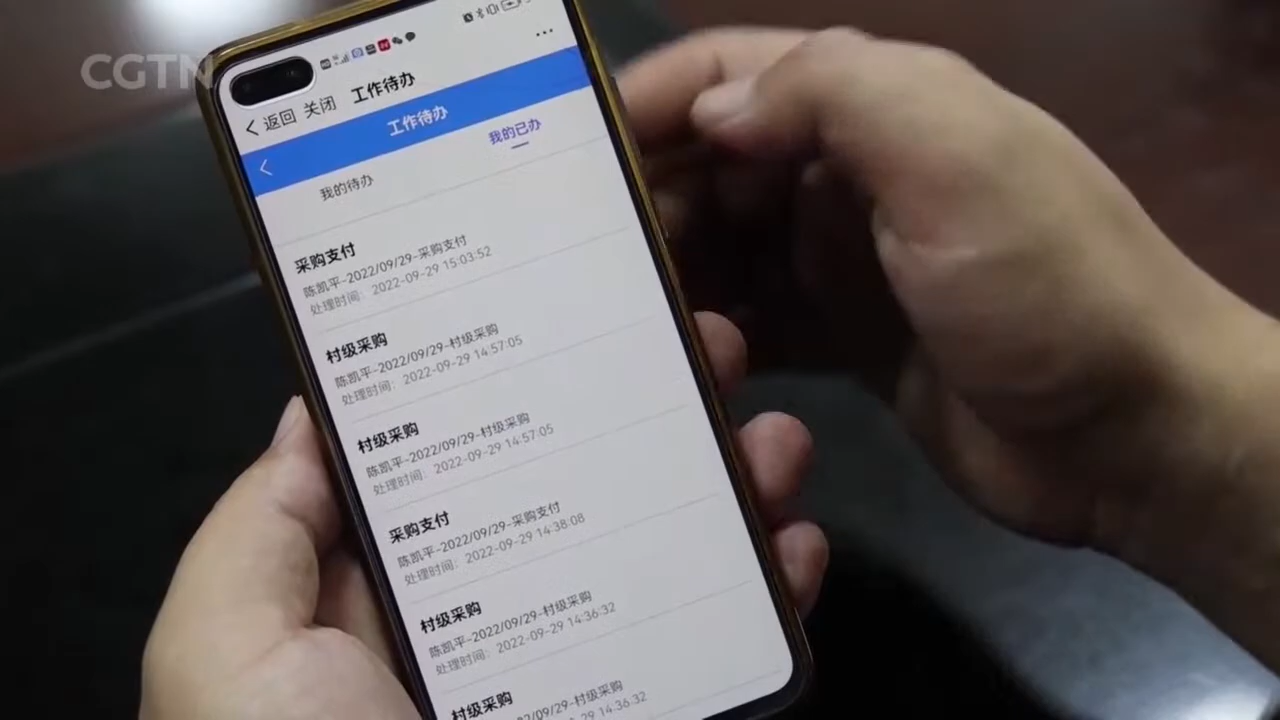 CGTN
返回 关闭 工作待办
工作待办
我的待办 我的已办
采购支付
陈凯平-2022/09/29-采购支付
处理时间：2022-09-29 15:03:52
村级采购
陈凯平-2022/09/29-村级采购
处理时间：2022-09-29 14:57:05
村级采购
陈凯平-2022/09/29-村级采购
处理时间：2022-09-29 14:57:05
采购支付
陈凯平-2022/09/29-采购支付
处理时间：2022-09-29 14:38:08
村级采购
陈凯平-2022/09/29-村级采购
处理时间：2022-09-29 14:36:32
村级采购
2/09/29-村级采购
-29 14:36:32